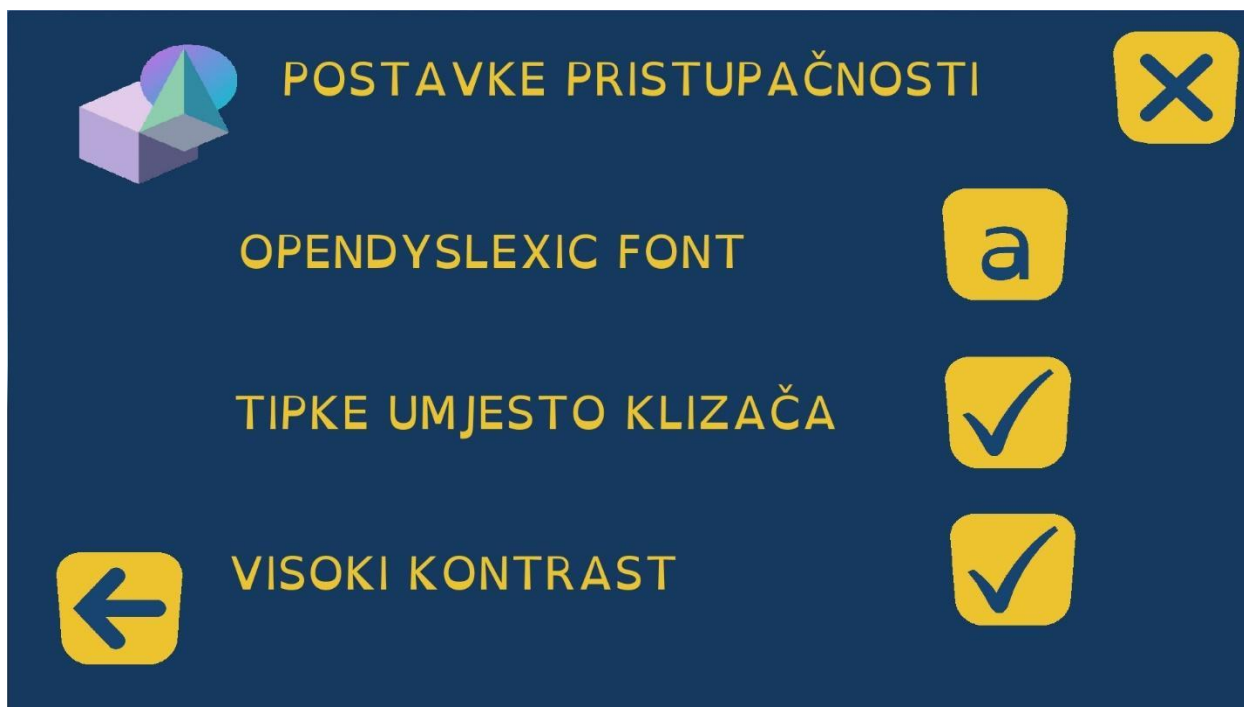 POSTAVKE PRISTUPAČNOSTI
OPENDYSLEXIC FONT
a
TIPKE UMJESTO KLIZAČA
VISOKI KONTRAST